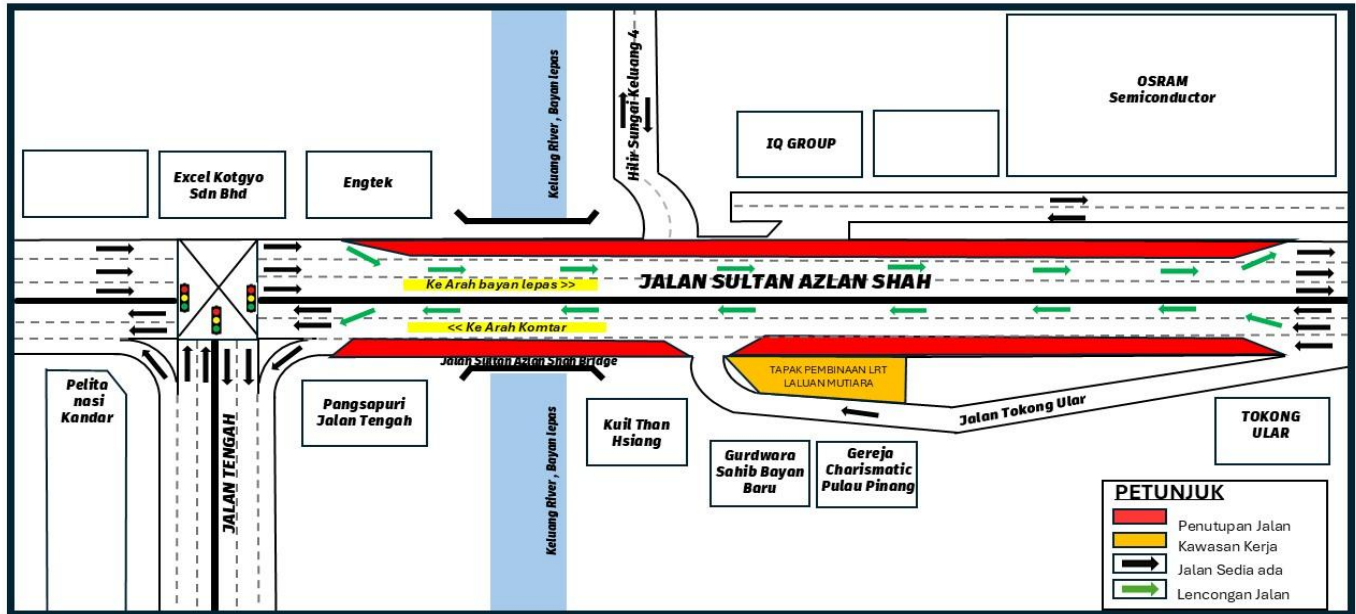 Keluang River , Bayan lepas
Hilir Sungai Keluang 4
OSRAM
Semiconductor
IQ GROUP
Excel Kotgyo
Sdn Bhd
Engtek
JALAN SULTAN AZLAN SHAH
Ke Arah bayan lepas >>
<< Ke Arah Komtar
Jalan Sultan Azlan Shah Bridge
TAPAK PEMBINAAN LRT
LALUAN MUTIARA
Pelita
nasi
Kandar
JALAN TENGAH
Pangsapuri
Jalan Tengah
Keluang River , Bayan lepas
Kuil Than
Hsiang
Gurdwara
Sahib Bayan
Baru
Gereja
Charismatic
Pulau Pinang
Jalan Tokong Ular
TOKONG
ULAR
PETUNJUK
Penutupan Jalan
Kawasan Kerja
Jalan Sedia ada
Lencongan Jalan